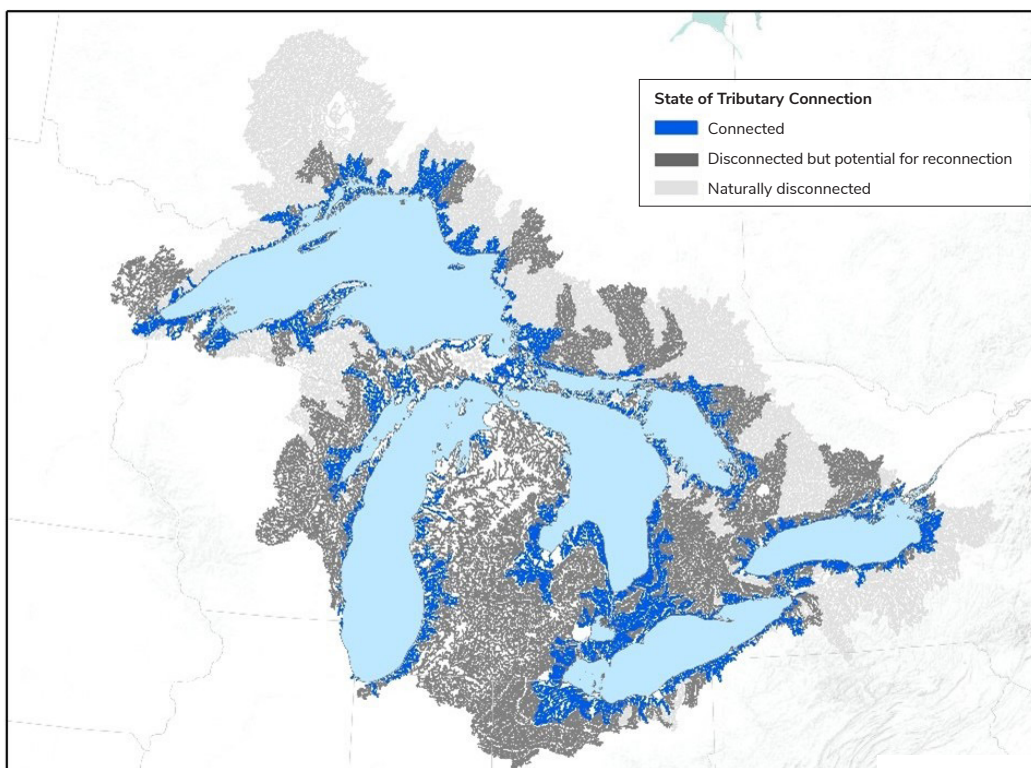 State of Tributary Connection
Connected
Disconnected but potential for reconnection
Naturally disconnected